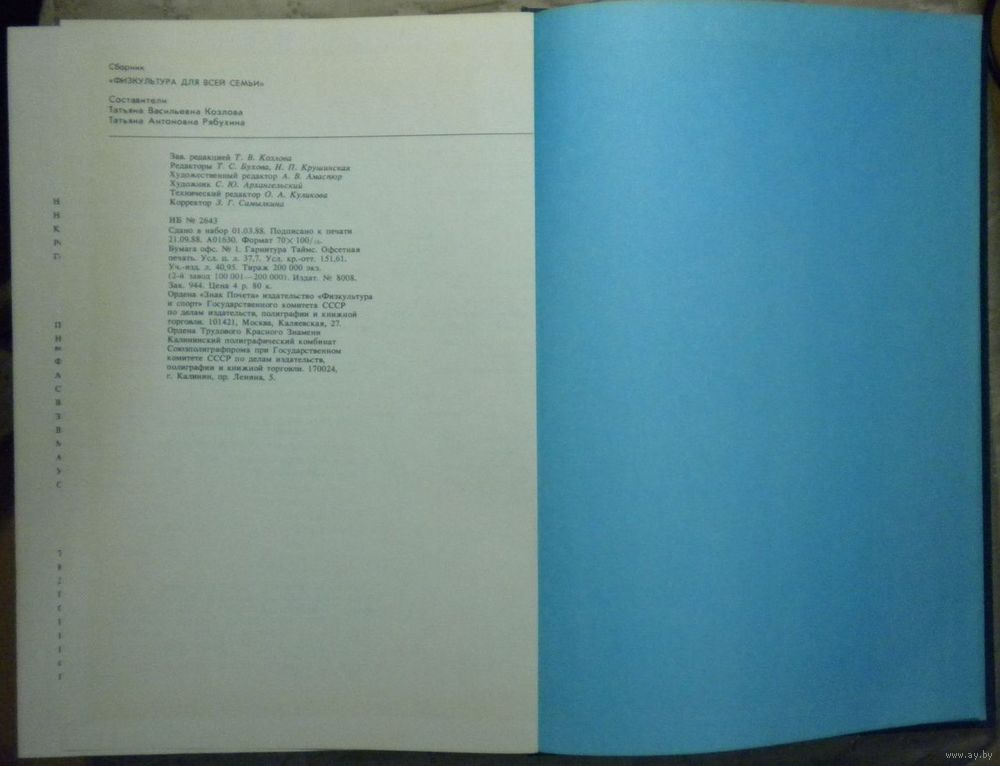 Сборник
«ФИЗКУЛЬТУРА ДЛЯ ВСЕЙ СЕМЬИ»
Составители
Татьяна Васильевна Козлова
Татьяна Антоновна Рябухина
Зав. редакцией Т. В. Козлова
Редакторы Т. С. Бухова, Н. П. Крушинская
Художественный редактор А. В. Амаспюр
Художник С. Ю. Архангельский
Технический редактор О. А. Куликова
Корректор З. Г. Самылкина
ИБ № 2643
Сдано в набор 01.03.88. Подписано к печати
21.09.88. А01630. Формат 70×100/16.
Бумага офс. № 1. Гарнитура Таймс. Офсетная
печать. Усл. п. л. 37,7. Усл. кр.-отт. 151,61.
Уч.-изд. л. 40,95. Тираж 200 000 экз.
(2-й завод 100 001—200 000). Издат. № 8008.
Зак. 944. Цена 4 р. 80 к.
Ордена «Знак Почета» издательство «Физкультура
и спорт» Государственного комитета СССР
по делам издательств, полиграфии и книжной
торговли. 101421, Москва, Каляевская, 27.
Ордена Трудового Красного Знамени
Калининский полиграфический комбинат
Союзполиграфпрома при Государственном
комитете СССР по делам издательств,
полиграфии и книжной торговли. 170024,
г. Калинин, пр. Ленина, 5.
www.ay.by